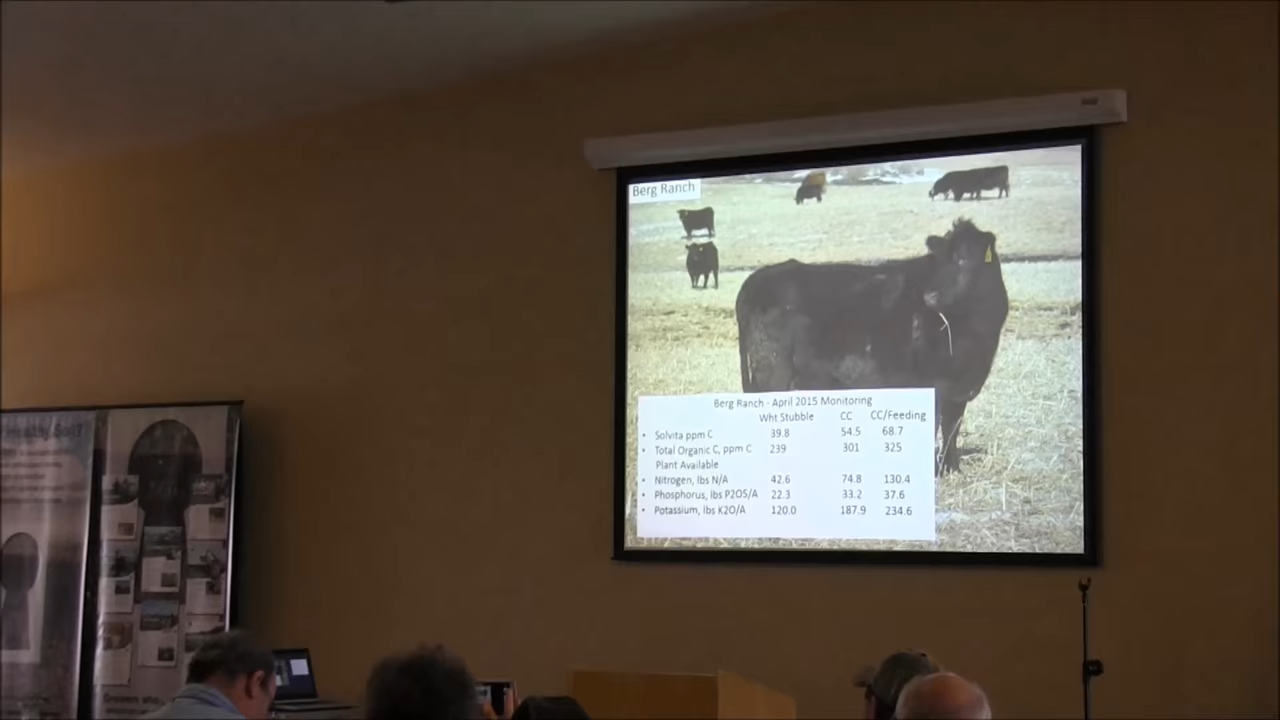 Berg Ranch
Berg Ranch - April 2015 Monitoring
Wht Stubble CC CC/Feeding
• Solvita ppm C 39.8 54.5 68.7
• Total Organic C, ppm C 239 301 325
Plant Available
• Nitrogen, lbs N/A 42.6 74.8 130.4
• Phosphorus, lbs P2O5/A 22.3 33.2 37.6
• Potassium, lbs K2O/A 120.0 187.9 234.6